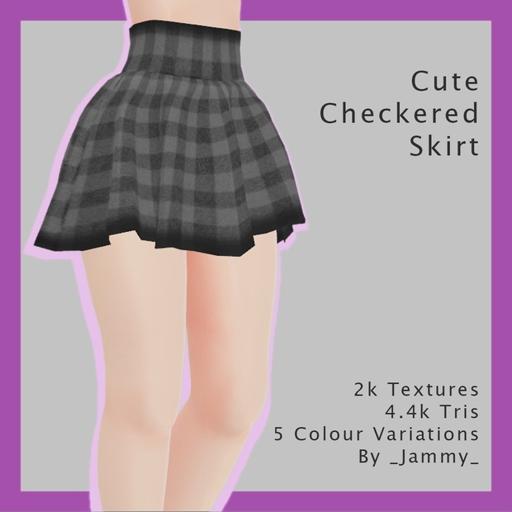 Cute
Checkered
Skirt
2k Textures
4.4k Tris
5 Colour Variations
By _Jammy_